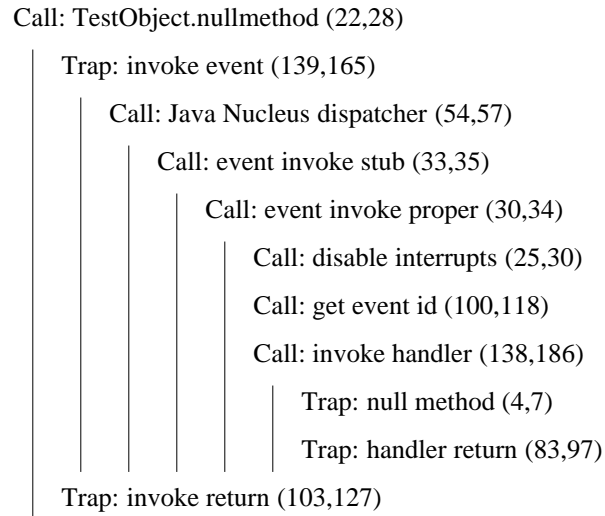 Call: TestObject.nullmethod (22,28)
Trap: invoke event (139,165)
Call: Java Nucleus dispatcher (54,57)
Call: event invoke stub (33,35)
Call: event invoke proper (30,34)
Call: disable interrupts (25,30)
Call: get event id (100,118)
Call: invoke handler (138,186)
Trap: null method (4,7)
Trap: handler return (83,97)
Trap: invoke return (103,127)